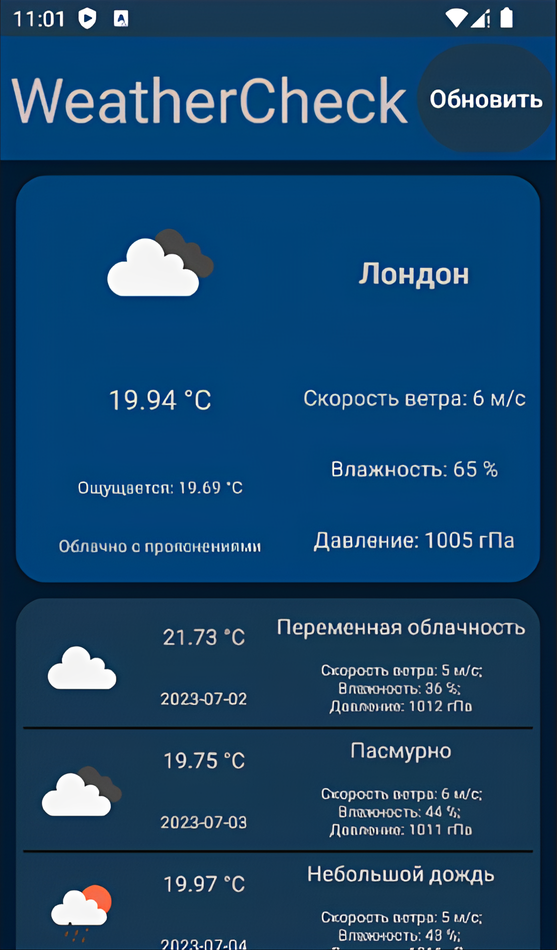 11:01
WeatherCheck
Обновить
Лондон
19.94 °C
Скорость ветра: 6 м/с
Влажность: 65 %
Ощущается: 19.69 °C
Облачно с
Давление: 1005 гПа
21.73 °C
Переменная облачность
2023-07-02
Скорость ветра: 5 м/с;
Влажность: 36 %;
Давление: 1012 гПа
19.75 °C
Пасмурно
2023-07-03
Скорость ветра: 6 м/с;
Влажность: 44 %;
Давление: 1011 гПа
19.97 °C
Небольшой дождь
2023-07-04
Скорость ветра: 5 м/с;
Влажность: 43 %;